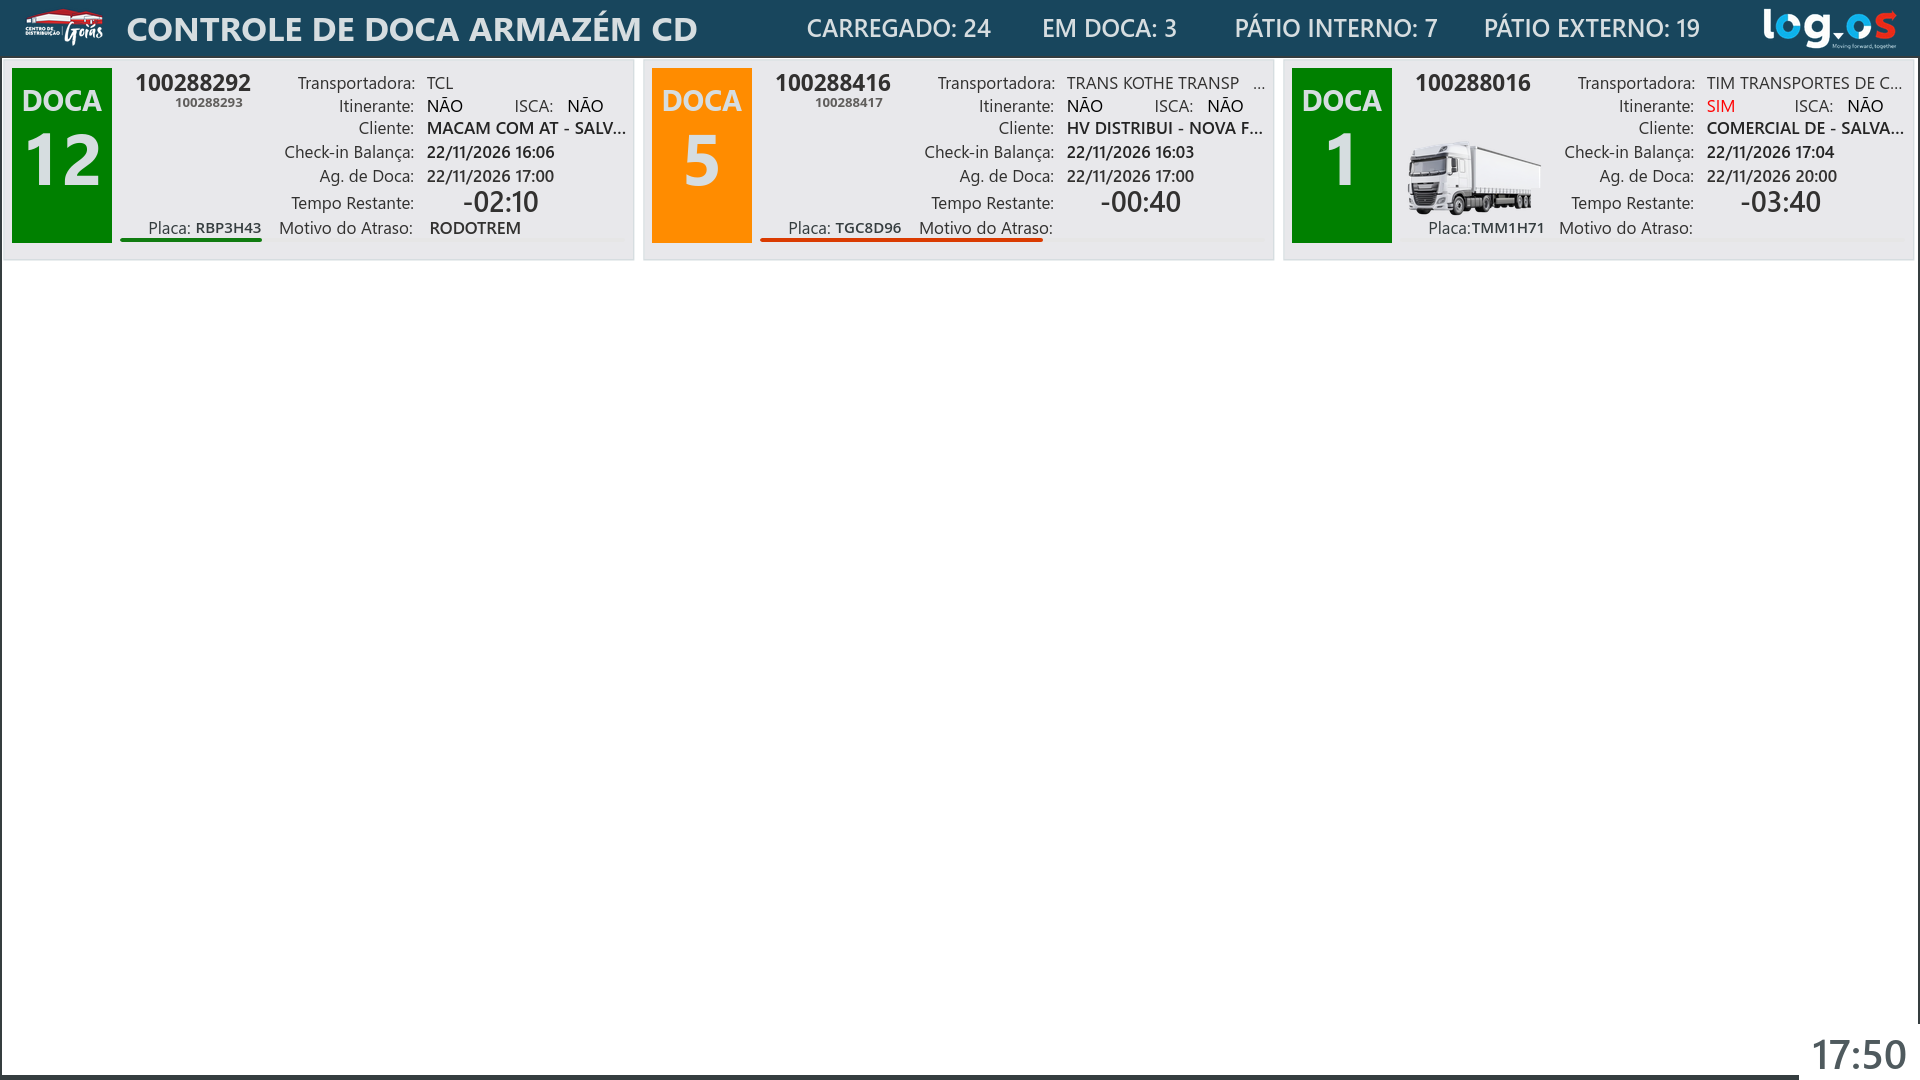 CENTRO DE DISTRIBUIÇÃO Goiás
CONTROLE DE DOCA ARMAZÉM CD
CARREGADO: 24
EM DOCA: 3
PÁTIO INTERNO: 7
PÁTIO EXTERNO: 19
log.os
Moving forward, together
DOCA
12
100288292
100288293
Transportadora: TCL
Itinerante: NÃO ISCA: NÃO
Cliente: MACAM COM AT - SALV...
Check-in Balança: 22/11/2026 16:06
Ag. de Doca: 22/11/2026 17:00
Tempo Restante: -02:10
Placa: RBP3H43 Motivo do Atraso: RODOTREM
DOCA
5
100288416
100288417
Transportadora: TRANS KOTHE TRANSP ...
Itinerante: NÃO ISCA: NÃO
Cliente: HV DISTRIBUI - NOVA F...
Check-in Balança: 22/11/2026 16:03
Ag. de Doca: 22/11/2026 17:00
Tempo Restante: -00:40
Placa: TGC8D96 Motivo do Atraso:
DOCA
1
100288016
Transportadora: TIM TRANSPORTES DE C...
Itinerante: SIM ISCA: NÃO
Cliente: COMERCIAL DE - SALVA...
Check-in Balança: 22/11/2026 17:04
Ag. de Doca: 22/11/2026 20:00
Tempo Restante: -03:40
Placa: TMM1H71 Motivo do Atraso:
17:50